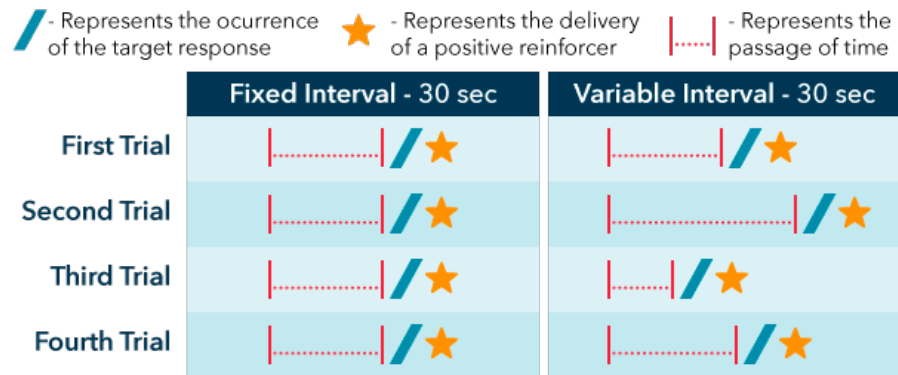 - Represents the ocurrence
of the target response
- Represents the delivery
of a positive reinforcer
- Represents the
passage of time
Fixed Interval - 30 sec
Variable Interval - 30 sec
First Trial
Second Trial
Third Trial
Fourth Trial